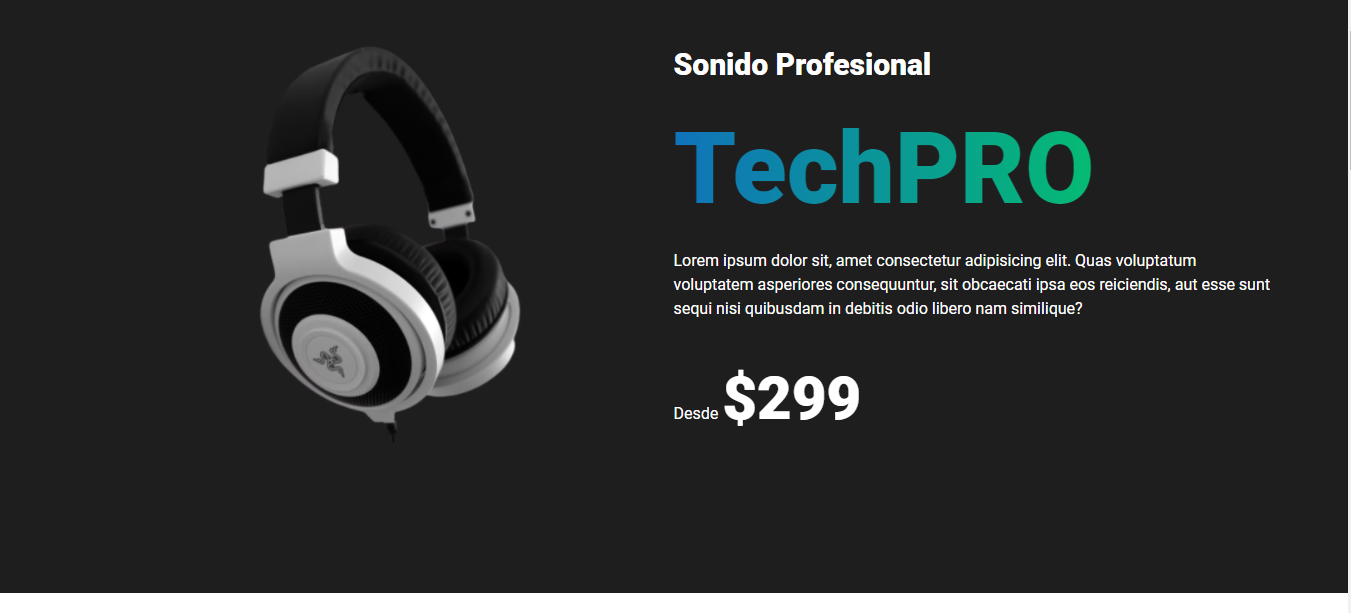 Sonido Profesional
TechPRO
Lorem ipsum dolor sit, amet consectetur adipisicing elit. Quas voluptatum
voluptatem asperiores consequuntur, sit obcaecati ipsa eos reiciendis, aut esse sunt
sequi nisi quibusdam in debitis odio libero nam similique?
Desde $299